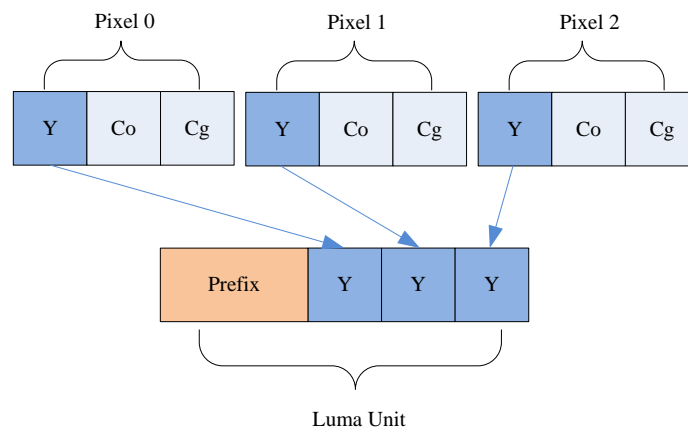 Pixel 0 Pixel 1 Pixel 2
Y Co Cg Y Co Cg Y Co Cg
Prefix Y Y Y
Luma Unit